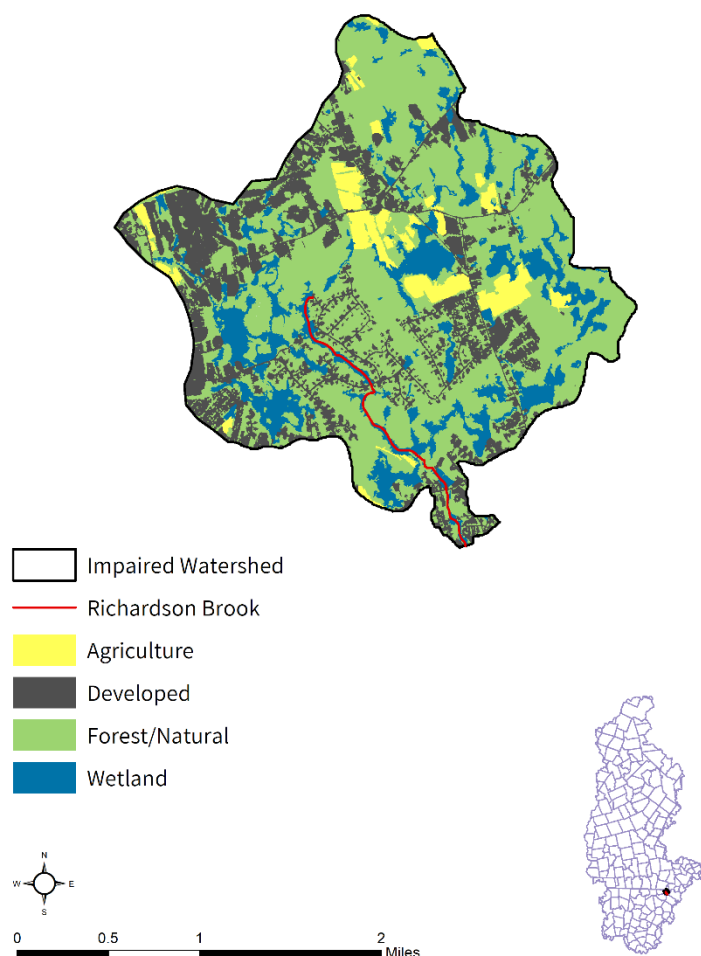 Impaired Watershed
Richardson Brook
Agriculture
Developed
Forest/Natural
Wetland
N
W E
S
0 0.5 1 2
Miles